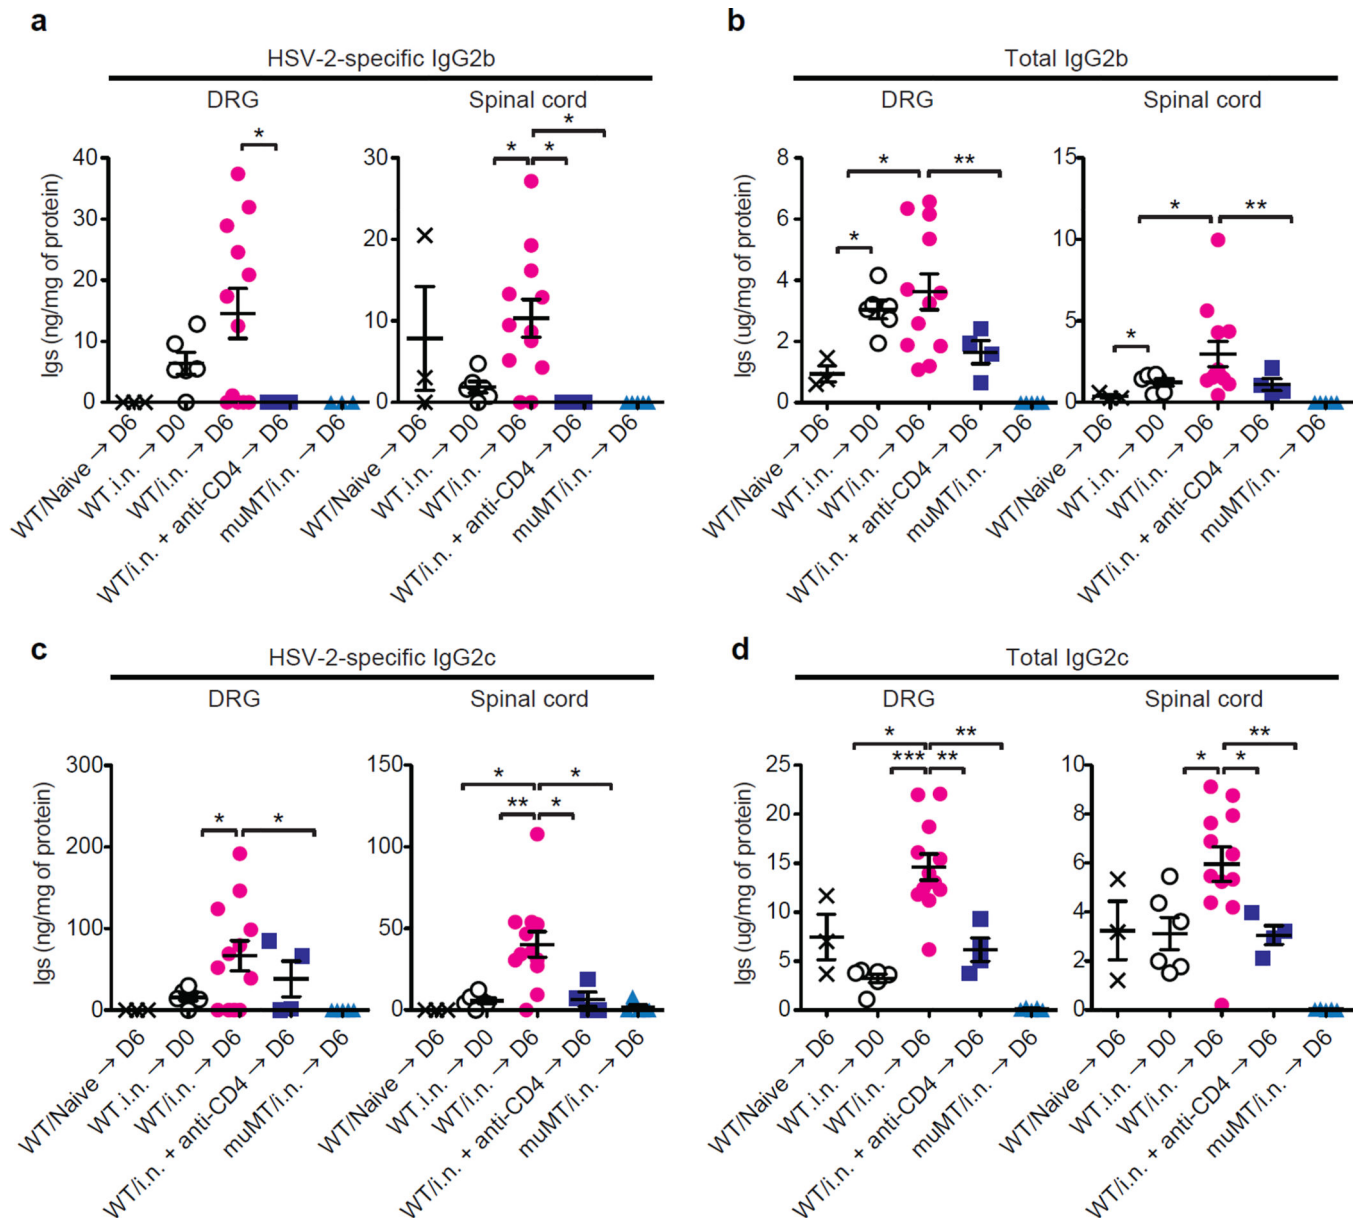 a
HSV-2-specific IgG2b
DRG
Spinal cord
Igs (ng/mg of protein)
40
30
20
10
0
*
WT/Naive → D6
WT.i.n. → D0
WT/i.n. → D6
WT/i.n. + anti-CD4 → D6
muMT/i.n. → D6
30
20
10
0
*
*
*
WT/Naive → D6
WT.i.n. → D0
WT/i.n. → D6
WT/i.n. + anti-CD4 → D6
muMT/i.n. → D6
b
Total IgG2b
DRG
Spinal cord
Igs (ug/mg of protein)
8
6
4
2
0
*
*
**
WT/Naive → D6
WT.i.n. → D0
WT/i.n. → D6
WT/i.n. + anti-CD4 → D6
muMT/i.n. → D6
15
10
5
0
*
*
**
WT/Naive → D6
WT.i.n. → D0
WT/i.n. → D6
WT/i.n. + anti-CD4 → D6
muMT/i.n. → D6
c
HSV-2-specific IgG2c
DRG
Spinal cord
Igs (ng/mg of protein)
300
200
100
0
*
*
WT/Naive → D6
WT.i.n. → D0
WT/i.n. → D6
WT/i.n. + anti-CD4 → D6
muMT/i.n. → D6
150
100
50
0
*
*
**
*
WT/Naive → D6
WT.i.n. → D0
WT/i.n. → D6
WT/i.n. + anti-CD4 → D6
muMT/i.n. → D6
d
Total IgG2c
DRG
Spinal cord
Igs (ug/mg of protein)
25
20
15
10
5
0
*
**
***
**
WT/Naive → D6
WT.i.n. → D0
WT/i.n. → D6
WT/i.n. + anti-CD4 → D6
muMT/i.n. → D6
10
8
6
4
2
0
**
*
*
WT/Naive → D6
WT.i.n. → D0
WT/i.n. → D6
WT/i.n. + anti-CD4 → D6
muMT/i.n. → D6